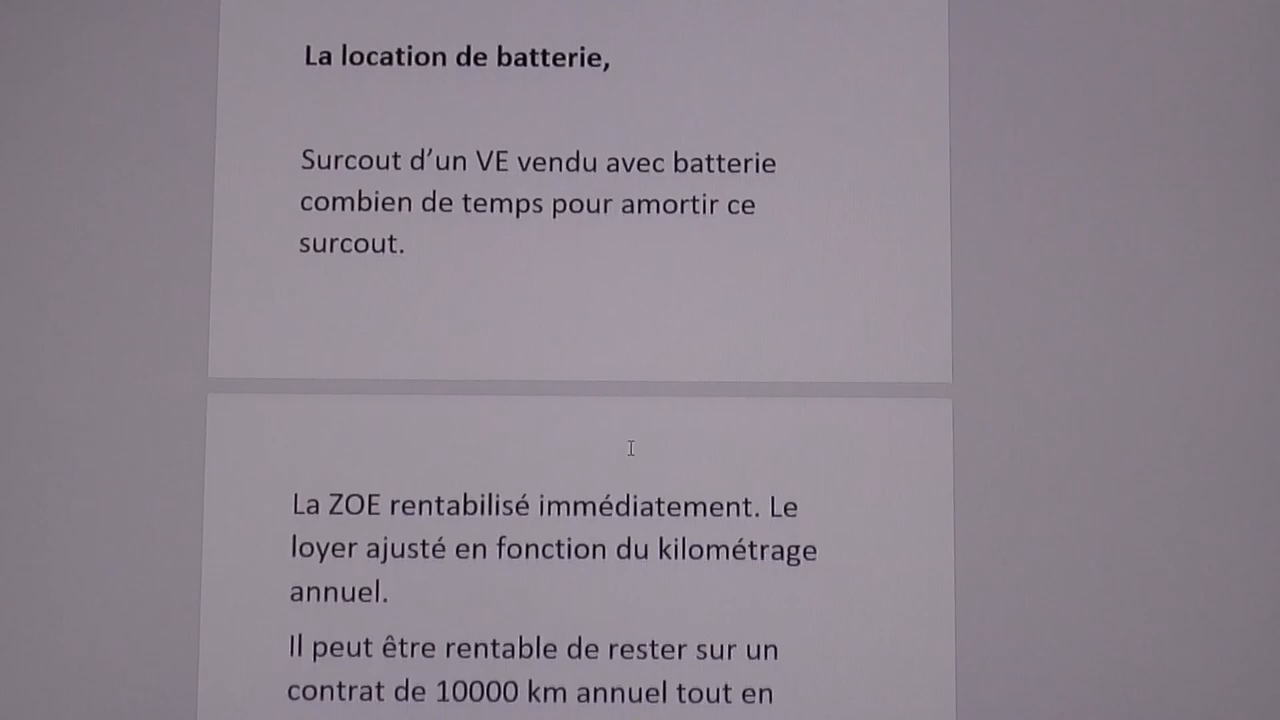 La location de batterie,
Surcout d’un VE vendu avec batterie
combien de temps pour amortir ce
surcout.
La ZOE rentabilisé immédiatement. Le
loyer ajusté en fonction du kilométrage
annuel.
Il peut être rentable de rester sur un
contrat de 10000 km annuel tout en